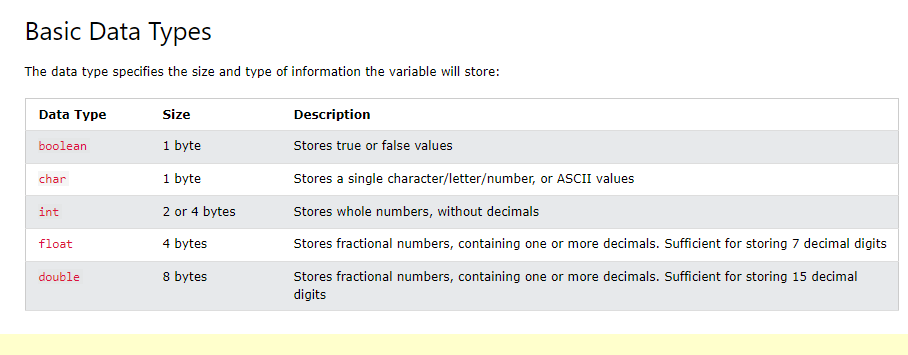 Basic Data Types
The data type specifies the size and type of information the variable will store:
Data Type Size Description
boolean 1 byte Stores true or false values
char 1 byte Stores a single character/letter/number, or ASCII values
int 2 or 4 bytes Stores whole numbers, without decimals
float 4 bytes Stores fractional numbers, containing one or more decimals. Sufficient for storing 7 decimal digits
double 8 bytes Stores fractional numbers, containing one or more decimals. Sufficient for storing 15 decimal
digits